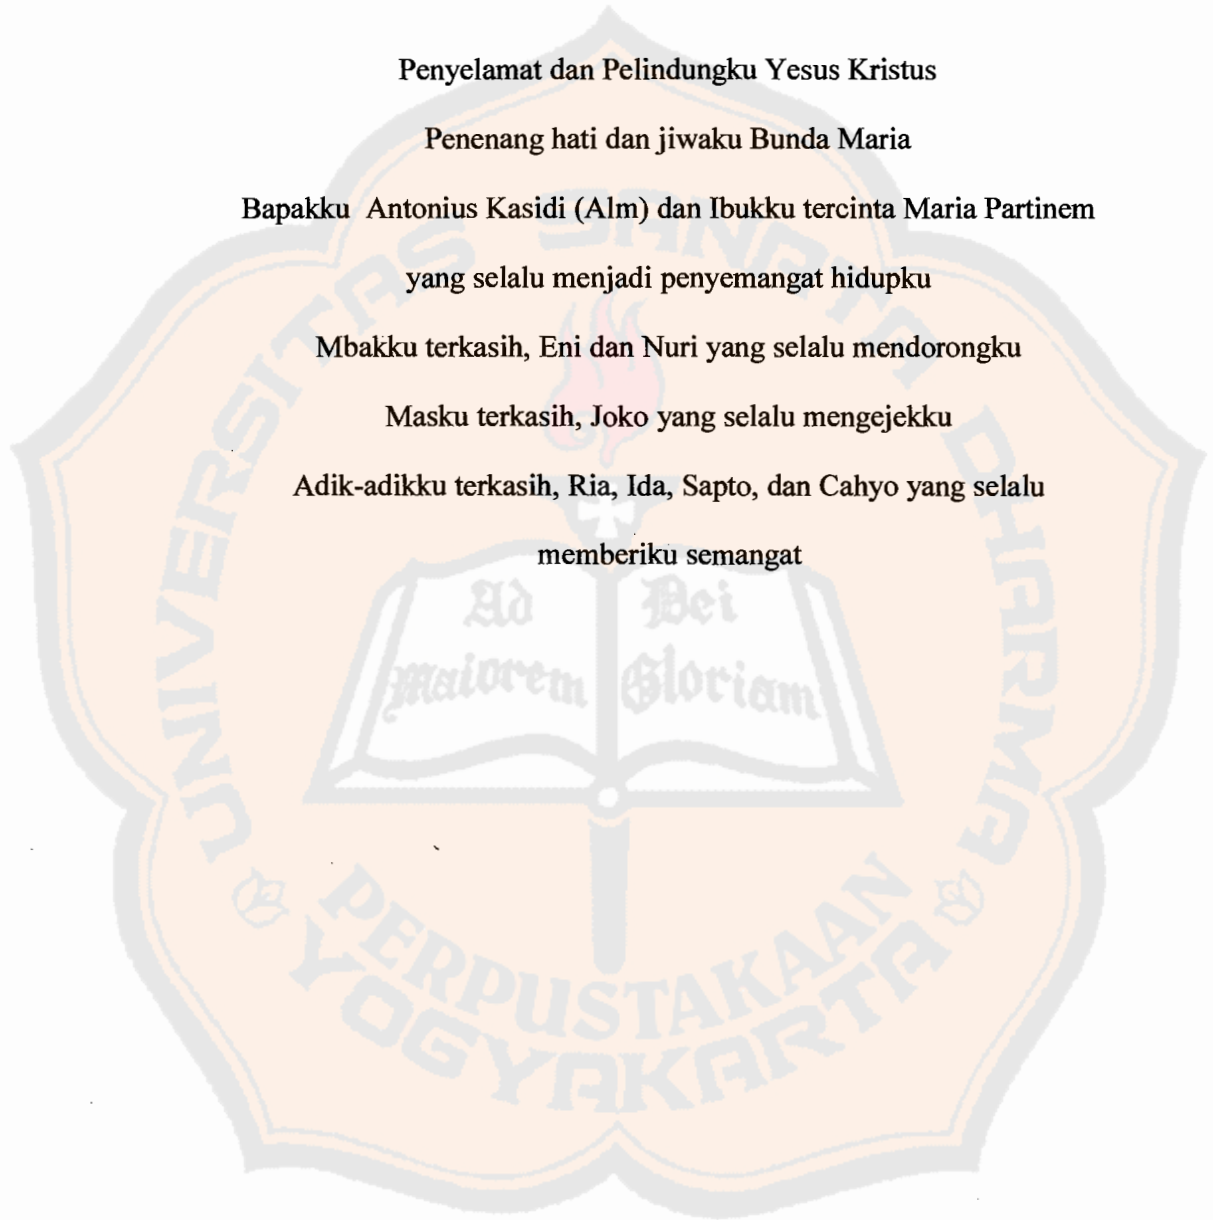 Penyelamat dan Pelindungku Yesus Kristus
Penenang hati dan jiwaku Bunda Maria
Bapakku Antonius Kasidi (Alm) dan Ibukku tercinta Maria Partinem
yang selalu menjadi penyemangat hidupku
Mbakku terkasih, Eni dan Nuri yang selalu mendorongku
Masku terkasih, Joko yang selalu mengejekku
Adik-adikku terkasih, Ria, Ida, Sapto, dan Cahyo yang selalu
memberiku semangat
UNIVERSITAS SANATA DHARMA
Ad Dei
Maiorem Gloriam
PERPUSTAKAAN
YOGYAKARTA